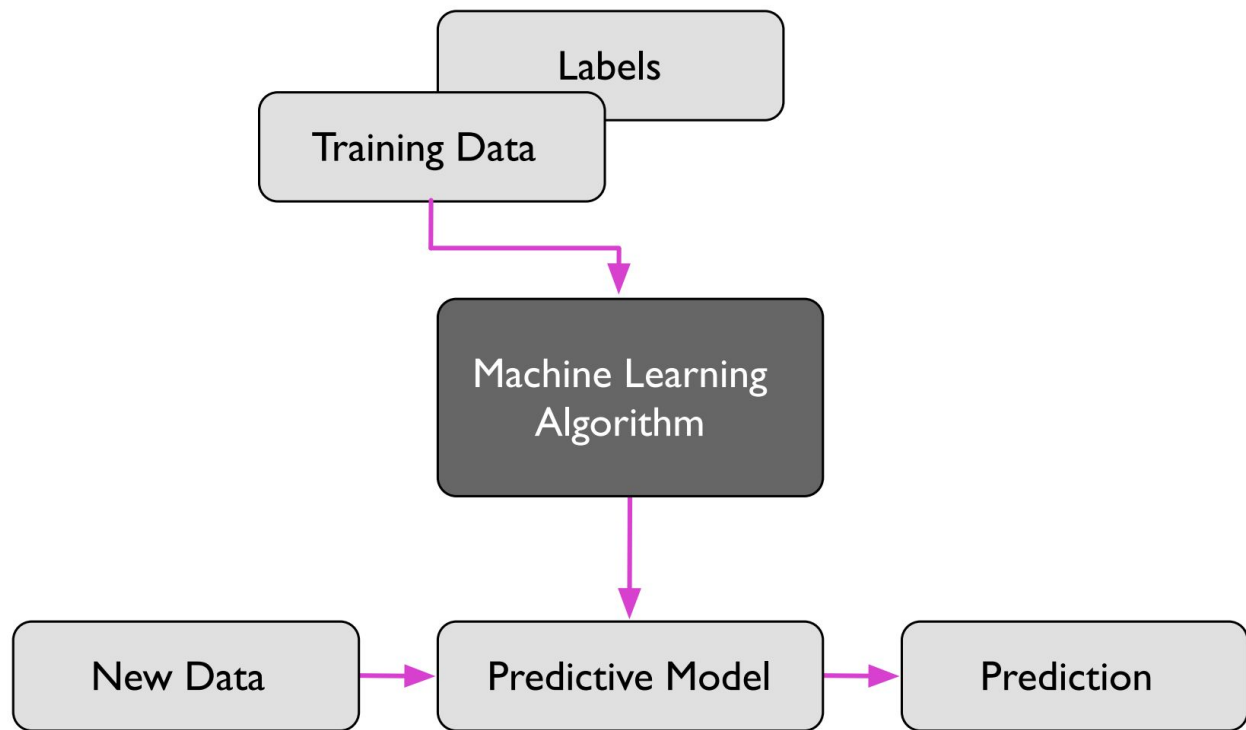 Labels
Training Data
Machine Learning
Algorithm
New Data
Predictive Model
Prediction